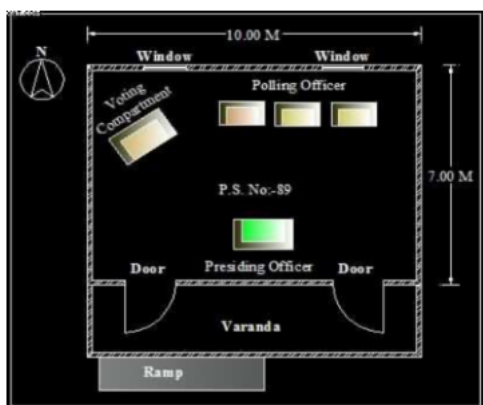 10.00 M
N
Window
Window
Voting
Compartment
Polling Officer
7.00 M
P.S. No:-89
Door
Presiding Officer
Door
Varanda
Ramp